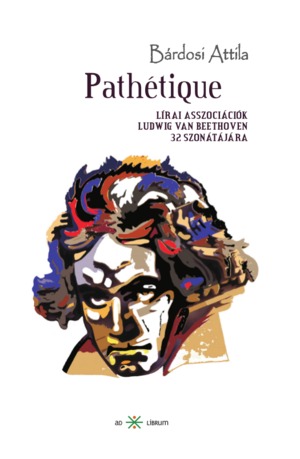 Bárdosi Attila
Pathétique
LÍRAI ASSZOCIÁCIÓK
LUDWIG VAN BEETHOVEN
32 SZONÁTÁJÁRA
AD LIBRUM